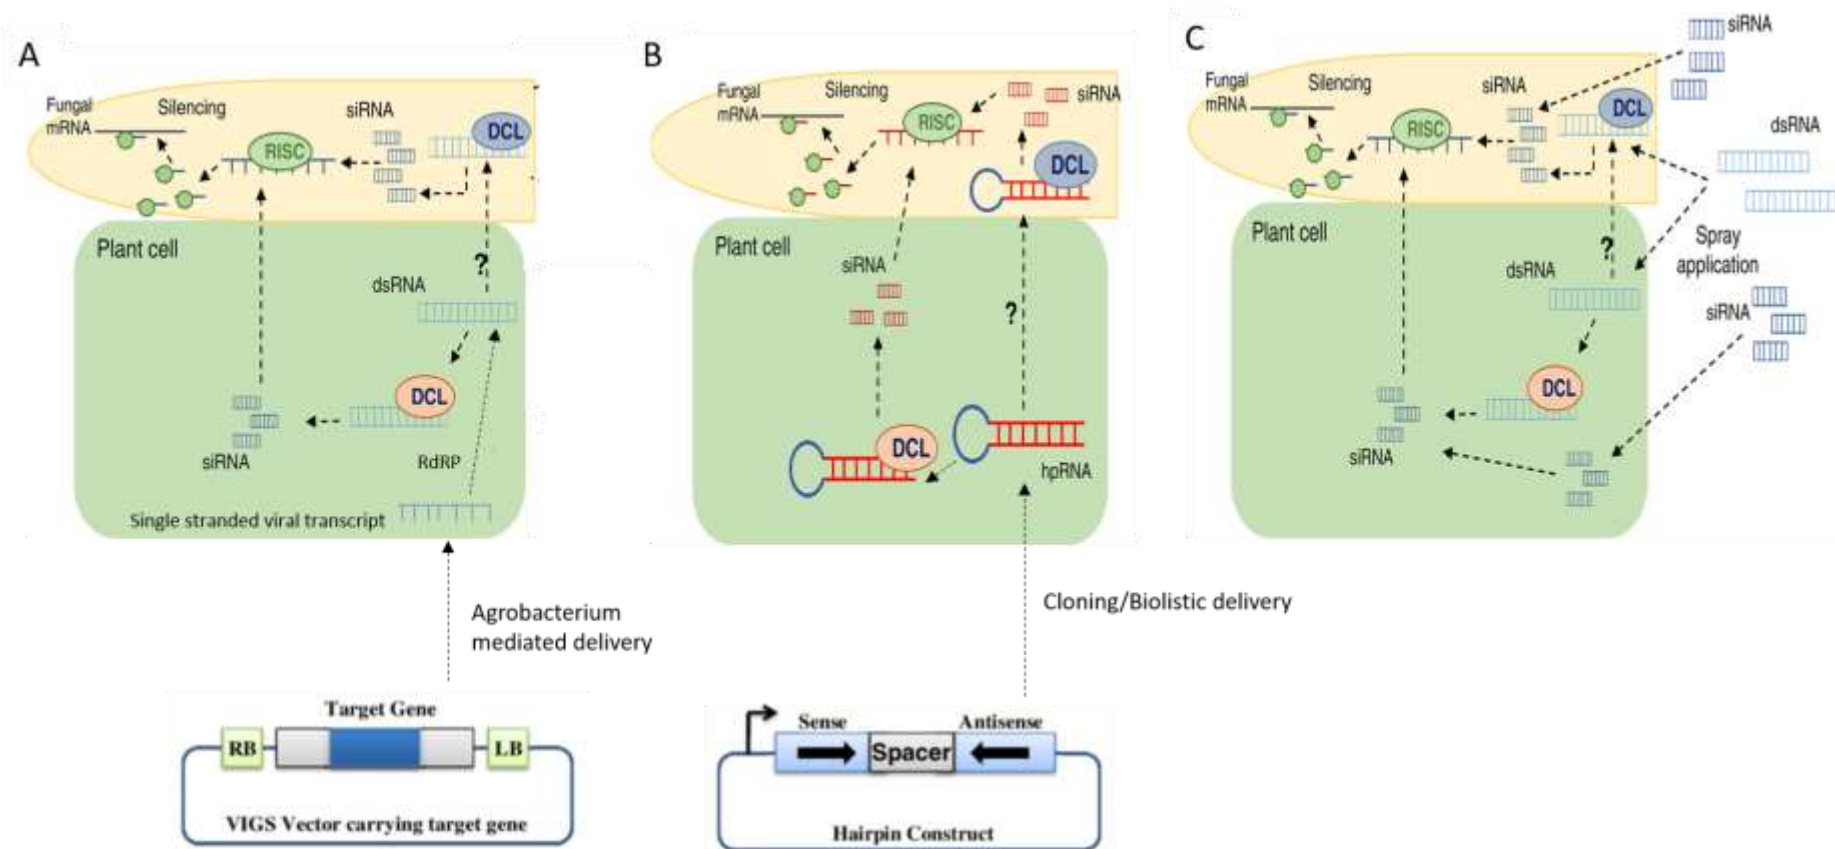 A
Fungal
mRNA
Silencing
siRNA
DCL
RISC
Plant cell
?
dsRNA
DCL
siRNA
RdRP
Single stranded viral transcript
Agrobacterium
mediated delivery
Target Gene
RB
LB
VIGS Vector carrying target gene
B
Fungal
mRNA
Silencing
siRNA
RISC
DCL
Plant cell
siRNA
?
DCL
hpRNA
Cloning/Biolistic delivery
Sense
Antisense
Spacer
Hairpin Construct
C
siRNA
Fungal
mRNA
Silencing
siRNA
DCL
RISC
dsRNA
Plant cell
?
Spray
application
dsRNA
siRNA
DCL
siRNA